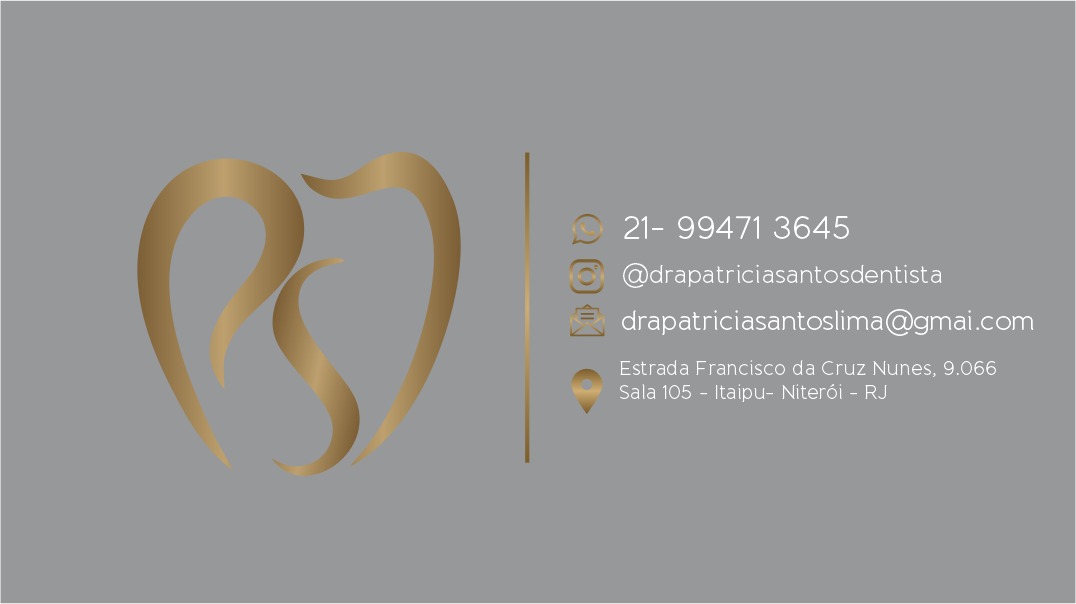 21- 99471 3645
@drapatriciasantosdentista
drapatriciasantoslima@gmai.com
Estrada Francisco da Cruz Nunes, 9.066
Sala 105 - Itaipu- Niterói - RJ